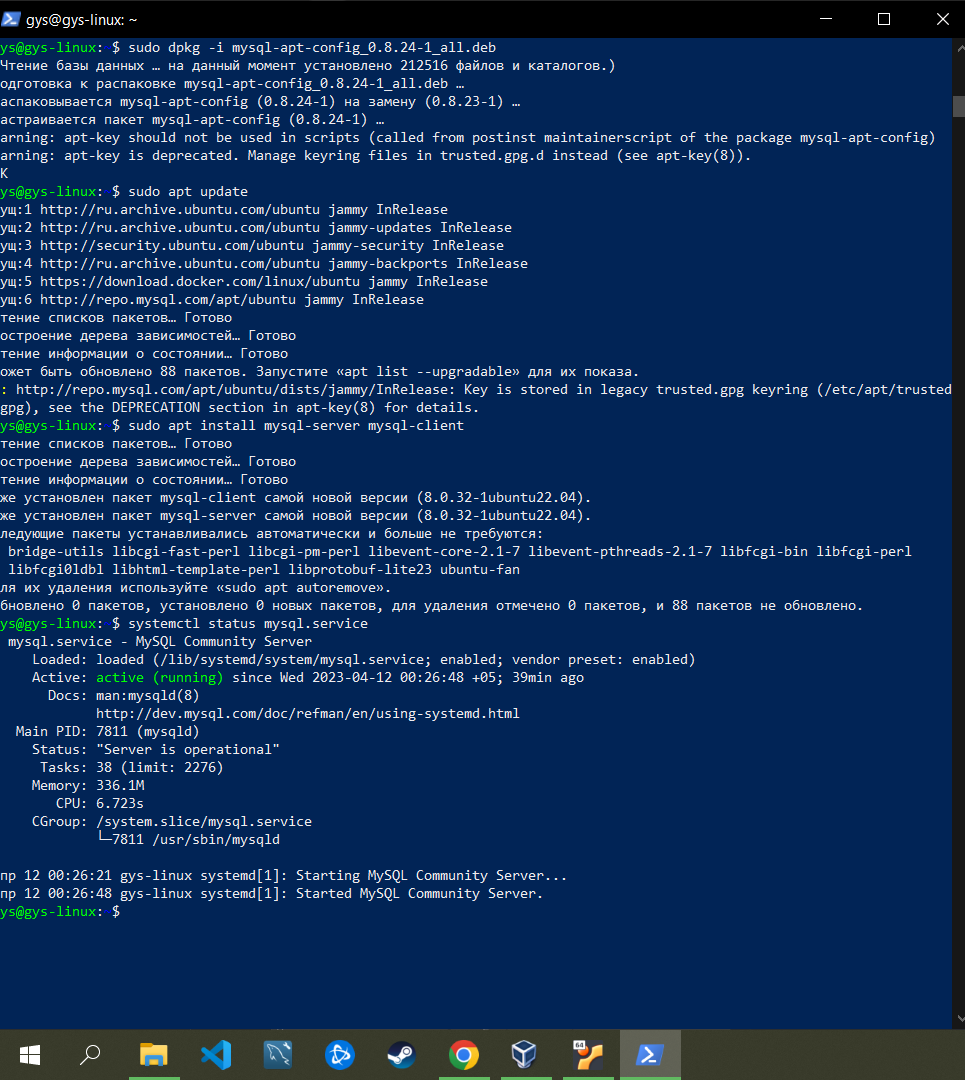 gys@gys-linux: ~
ys@gys-linux:~$ sudo dpkg -i mysql-apt-config_0.8.24-1_all.deb
Чтение базы данных … на данный момент установлено 212516 файлов и каталогов.)
одготовка к распаковке mysql-apt-config_0.8.24-1_all.deb …
аспаковывается mysql-apt-config (0.8.24-1) на замену (0.8.23-1) …
астраивается пакет mysql-apt-config (0.8.24-1) …
arning: apt-key should not be used in scripts (called from postinst maintainerscript of the package mysql-apt-config)
arning: apt-key is deprecated. Manage keyring files in trusted.gpg.d instead (see apt-key(8)).
K
ys@gys-linux:~$ sudo apt update
ущ:1 http://ru.archive.ubuntu.com/ubuntu jammy InRelease
ущ:2 http://ru.archive.ubuntu.com/ubuntu jammy-updates InRelease
ущ:3 http://security.ubuntu.com/ubuntu jammy-security InRelease
ущ:4 http://ru.archive.ubuntu.com/ubuntu jammy-backports InRelease
ущ:5 https://download.docker.com/linux/ubuntu jammy InRelease
ущ:6 http://repo.mysql.com/apt/ubuntu jammy InRelease
тение списков пакетов… Готово
остроение дерева зависимостей… Готово
тение информации о состоянии… Готово
ожет быть обновлено 88 пакетов. Запустите «apt list --upgradable» для их показа.
: http://repo.mysql.com/apt/ubuntu/dists/jammy/InRelease: Key is stored in legacy trusted.gpg keyring (/etc/apt/trusted
gpg), see the DEPRECATION section in apt-key(8) for details.
ys@gys-linux:~$ sudo apt install mysql-server mysql-client
тение списков пакетов… Готово
остроение дерева зависимостей… Готово
тение информации о состоянии… Готово
же установлен пакет mysql-client самой новой версии (8.0.32-1ubuntu22.04).
же установлен пакет mysql-server самой новой версии (8.0.32-1ubuntu22.04).
ледующие пакеты устанавливались автоматически и больше не требуются:
bridge-utils libcgi-fast-perl libcgi-pm-perl libevent-core-2.1-7 libevent-pthreads-2.1-7 libfcgi-bin libfcgi-perl
libfcgi0ldbl libhtml-template-perl libprotobuf-lite23 ubuntu-fan
ля их удаления используйте «sudo apt autoremove».
бновлено 0 пакетов, установлено 0 новых пакетов, для удаления отмечено 0 пакетов, и 88 пакетов не обновлено.
ys@gys-linux:~$ systemctl status mysql.service
mysql.service - MySQL Community Server
Loaded: loaded (/lib/systemd/system/mysql.service; enabled; vendor preset: enabled)
Active: active (running) since Wed 2023-04-12 00:26:48 +05; 39min ago
Docs: man:mysqld(8)
http://dev.mysql.com/doc/refman/en/using-systemd.html
Main PID: 7811 (mysqld)
Status: "Server is operational"
Tasks: 38 (limit: 2276)
Memory: 336.1M
CPU: 6.723s
CGroup: /system.slice/mysql.service
└─7811 /usr/sbin/mysqld
пр 12 00:26:21 gys-linux systemd[1]: Starting MySQL Community Server...
пр 12 00:26:48 gys-linux systemd[1]: Started MySQL Community Server.
ys@gys-linux:~$
64